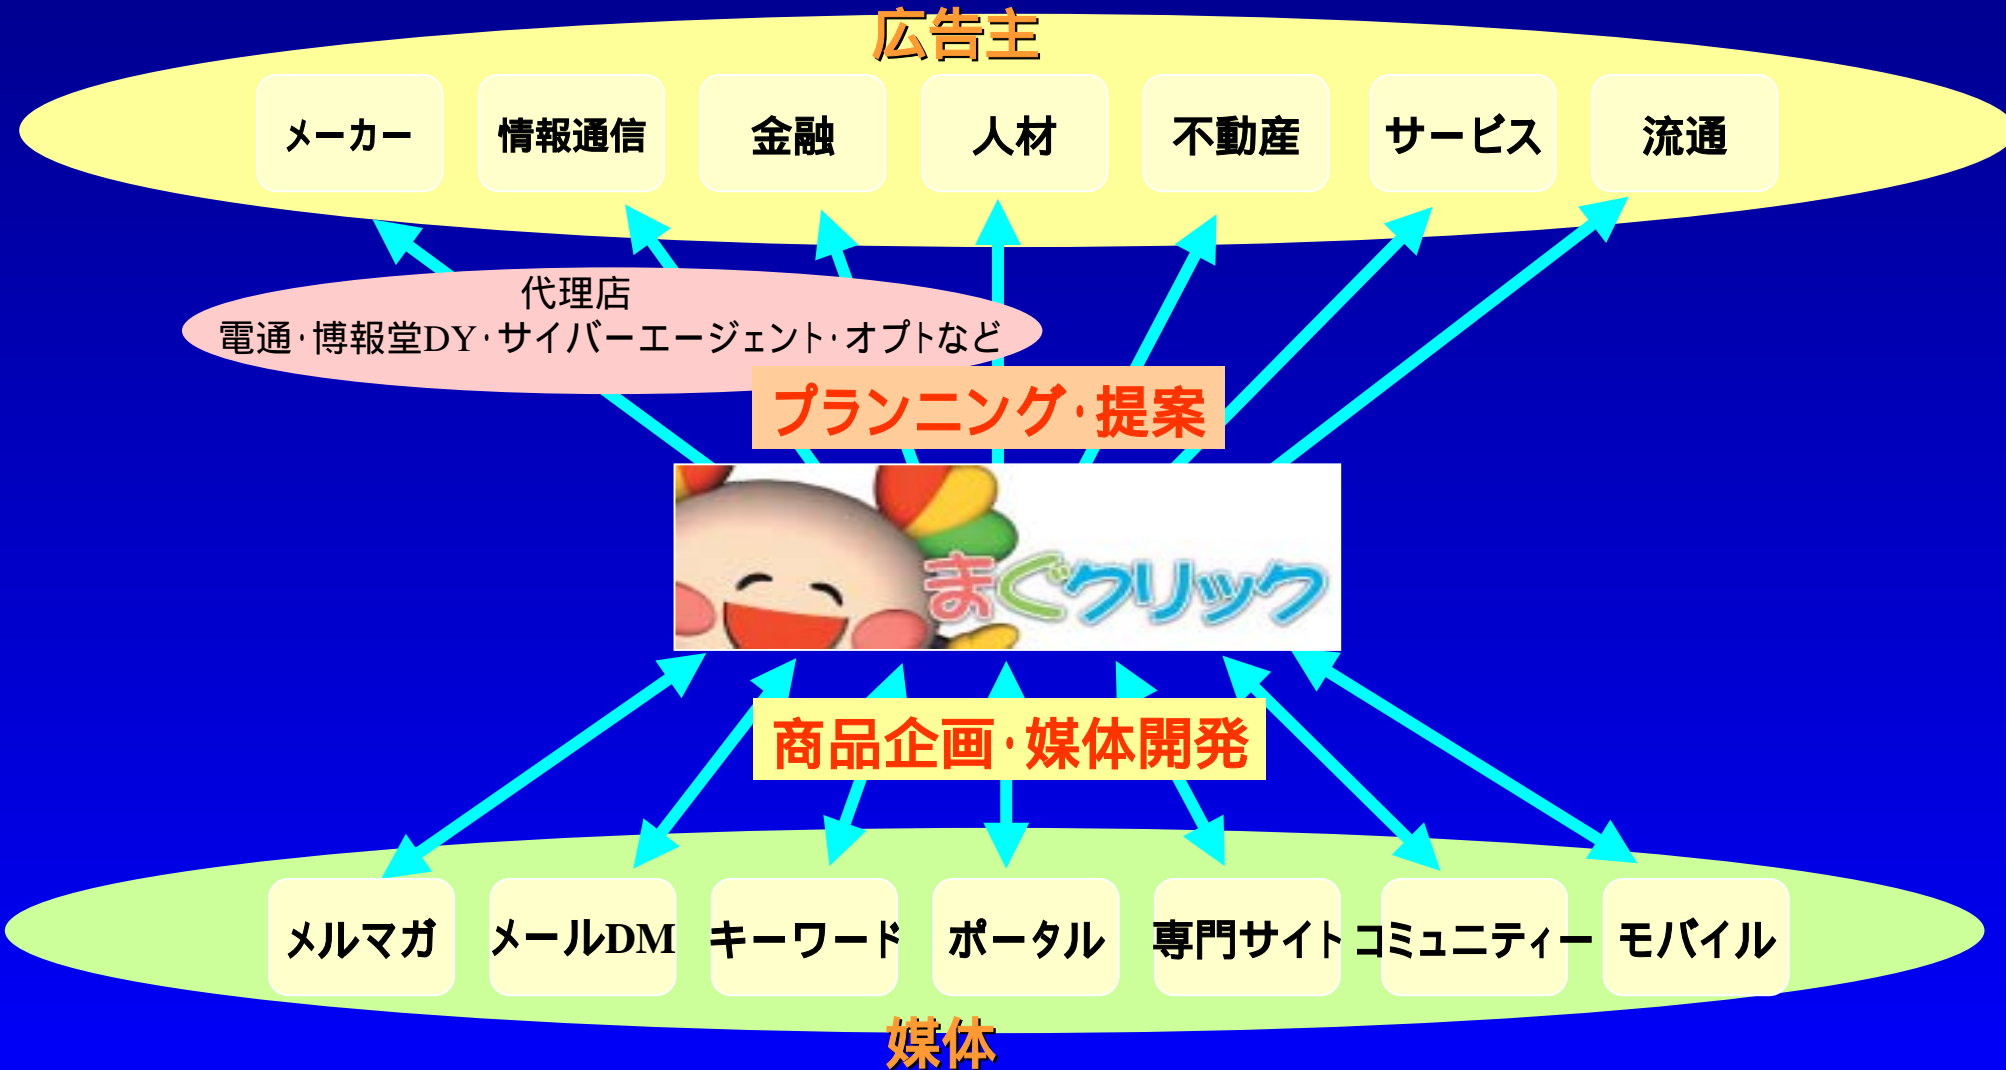 広告主
メーカー
情報通信
金融
人材
不動産
サービス
流通
代理店
電通・博報堂DY・サイバーエージェント・オプトなど
プランニング・提案
まぐクリック
商品企画・媒体開発
メルマガ
メールDM
キーワード
ポータル
専門サイト
コミュニティー
モバイル
媒体